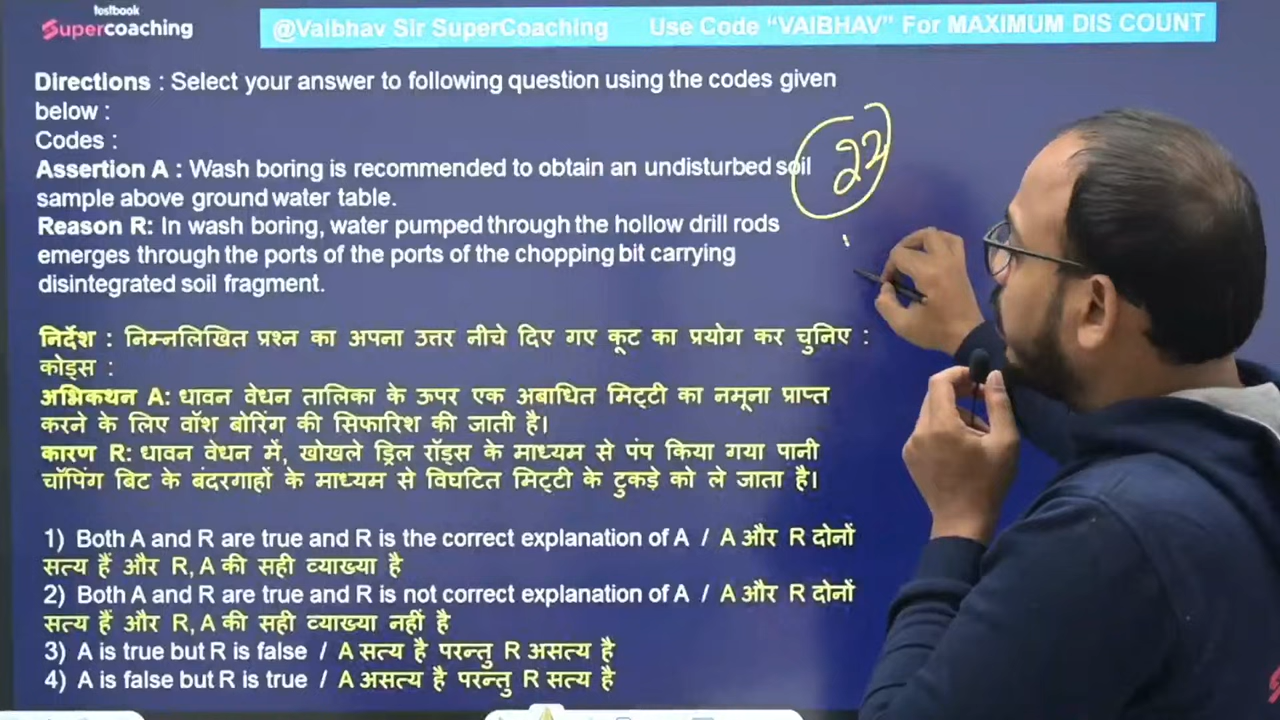 testbook
Supercoaching
@Vaibhav Sir SuperCoaching Use Code “VAIBHAV” For MAXIMUM DIS COUNT
Directions : Select your answer to following question using the codes given
below :
Codes :
Assertion A : Wash boring is recommended to obtain an undisturbed soil
sample above ground water table.
22
Reason R: In wash boring, water pumped through the hollow drill rods
emerges through the ports of the ports of the chopping bit carrying
disintegrated soil fragment.
निर्देश : निम्नलिखित प्रश्न का अपना उत्तर नीचे दिए गए कूट का प्रयोग कर चुनिए :
कोड्स :
अभिकथन A: धावन वेधन तालिका के ऊपर एक अबाधित मिट्टी का नमूना प्राप्त
करने के लिए वॉश बोरिंग की सिफारिश की जाती है।
कारण R: धावन वेधन में, खोखले ड्रिल रॉड्स के माध्यम से पंप किया गया पानी
चॉपिंग बिट के बंदरगाहों के माध्यम से विघटित मिट्टी के टुकड़े को ले जाता है।
1) Both A and R are true and R is the correct explanation of A / A और R दोनों
सत्य हैं और R, A की सही व्याख्या है
2) Both A and R are true and R is not correct explanation of A / A और R दोनों
सत्य हैं और R, A की सही व्याख्या नहीं है
3) A is true but R is false / A सत्य है परन्तु R असत्य है
4) A is false but R is true / A असत्य है परन्तु R सत्य है